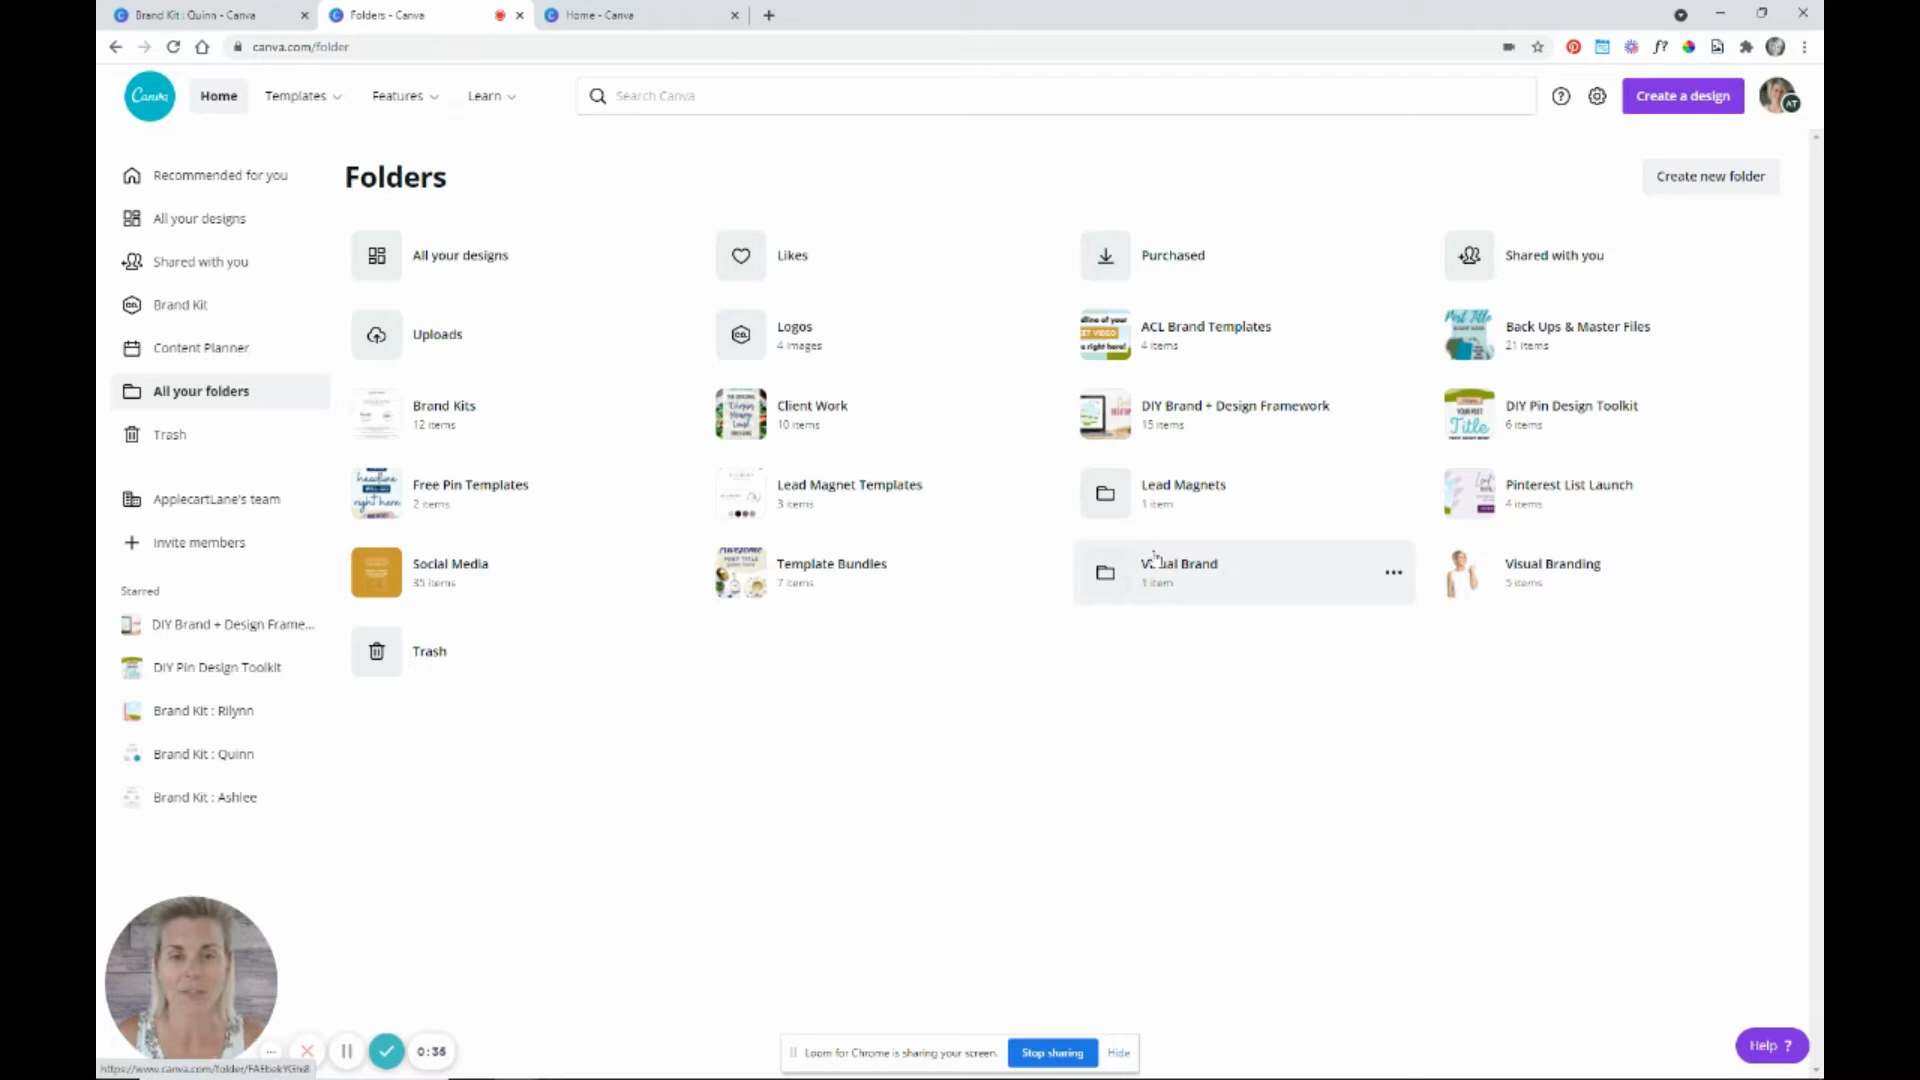 Brand Kit : Quinn - Canva
Folders - Canva
Home - Canva
canva.com/folder
f?
Canva
Home
Templates
Features
Learn
Search Canva
Create a design
AT
Recommended for you
All your designs
Shared with you
Brand Kit
Content Planner
All your folders
Trash
ApplecartLane's team
Invite members
Starred
DIY Brand + Design Frame...
DIY Pin Design Toolkit
Brand Kit : Rilynn
Brand Kit : Quinn
Brand Kit : Ashlee
Folders
Create new folder
All your designs
Likes
Purchased
Shared with you
Uploads
Logos
4 images
ACL Brand Templates
4 items
Back Ups & Master Files
21 items
Brand Kits
12 items
Client Work
10 items
DIY Brand + Design Framework
15 items
DIY Pin Design Toolkit
6 items
Free Pin Templates
2 items
Lead Magnet Templates
3 items
Lead Magnets
1 item
Pinterest List Launch
4 items
Social Media
35 items
Template Bundles
7 items
Visual Brand
1 item
Visual Branding
5 items
Trash
0:36
Loom for Chrome is sharing your screen.
Stop sharing
Hide
Help ?